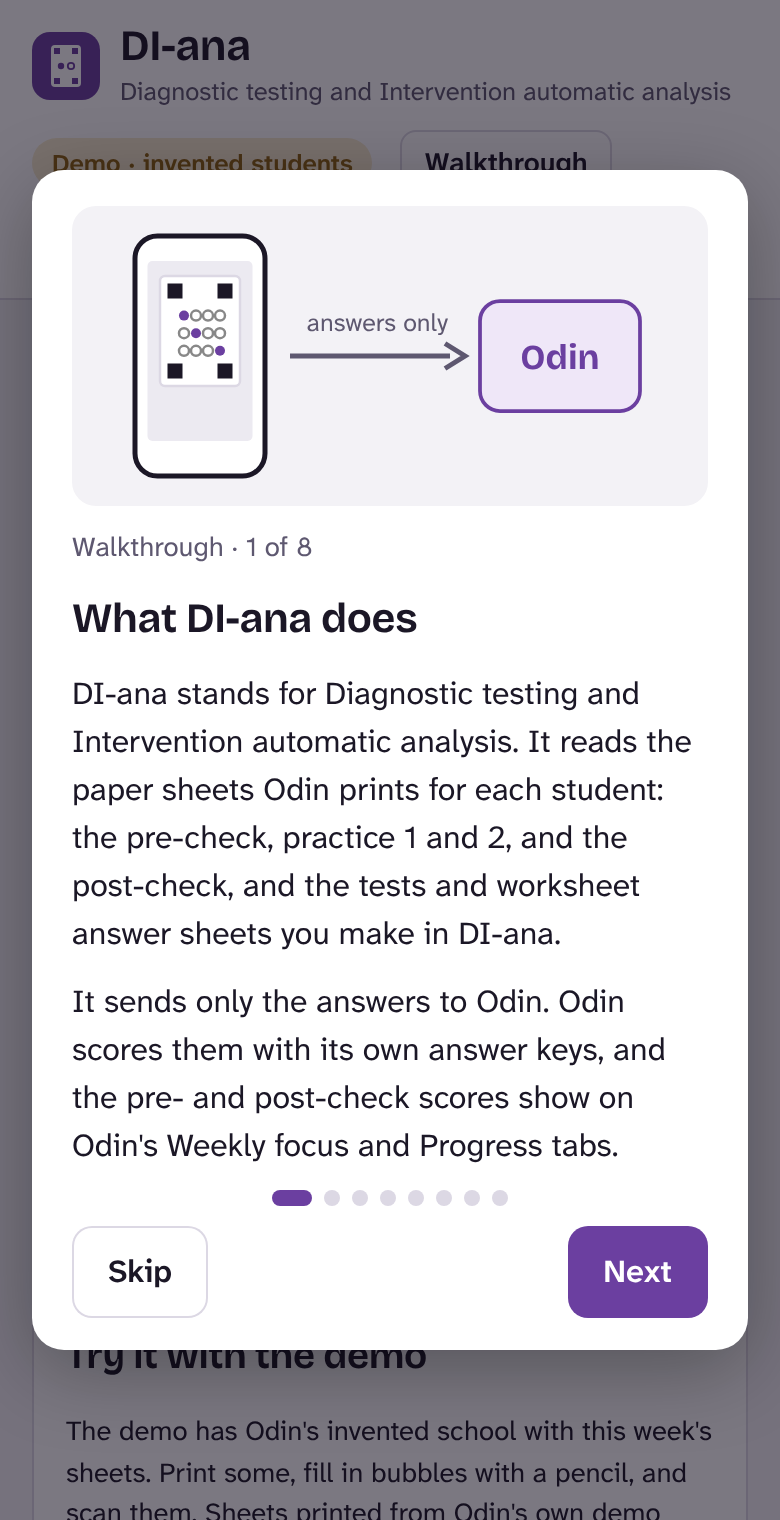 DI-ana
Diagnostic testing and Intervention automatic analysis
Demo · invented students
Walkthrough
answers only
Odin
Walkthrough · 1 of 8
What DI-ana does
DI-ana stands for Diagnostic testing and
Intervention automatic analysis. It reads the
paper sheets Odin prints for each student:
the pre-check, practice 1 and 2, and the
post-check, and the tests and worksheet
answer sheets you make in DI-ana.
It sends only the answers to Odin. Odin
scores them with its own answer keys, and
the pre- and post-check scores show on
Odin's Weekly focus and Progress tabs.
Skip
Next
Try it with the demo
The demo has Odin's invented school with this week's
sheets. Print some, fill in bubbles with a pencil, and
scan them. Sheets printed from Odin's own demo